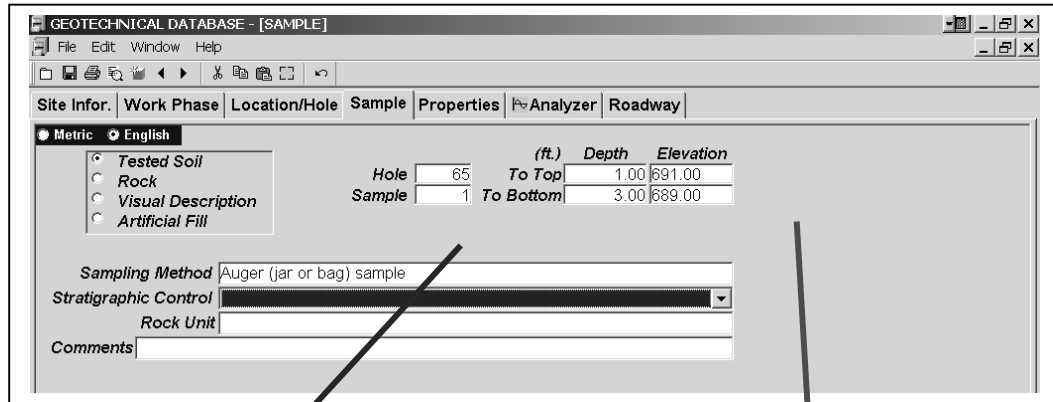 GEOTECHNICAL DATABASE - [SAMPLE]
File Edit Window Help
Site Infor. Work Phase Location/Hole Sample Properties Analyzer Roadway
Metric English
(ft.) Depth Elevation
Tested Soil
Hole 65 To Top 1.00 691.00
Rock
Sample 1 To Bottom 3.00 689.00
Visual Description
Artificial Fill
Sampling Method Auger (jar or bag) sample
Stratigraphic Control
Rock Unit
Comments